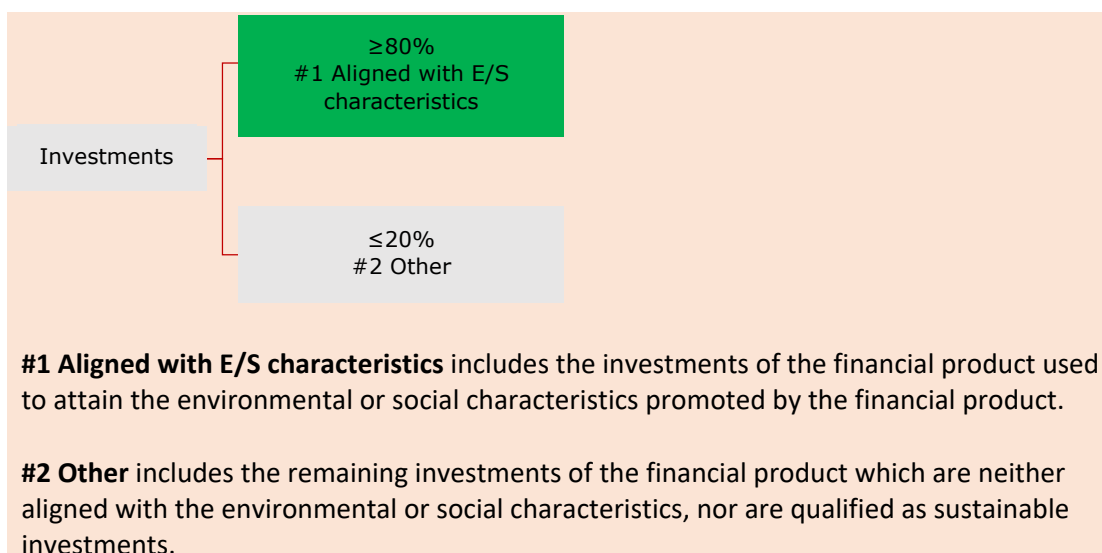 ≥80%
#1 Aligned with E/S
characteristics
Investments
≤20%
#2 Other
#1 Aligned with E/S characteristics includes the investments of the financial product used
to attain the environmental or social characteristics promoted by the financial product.
#2 Other includes the remaining investments of the financial product which are neither
aligned with the environmental or social characteristics, nor are qualified as sustainable
investments.